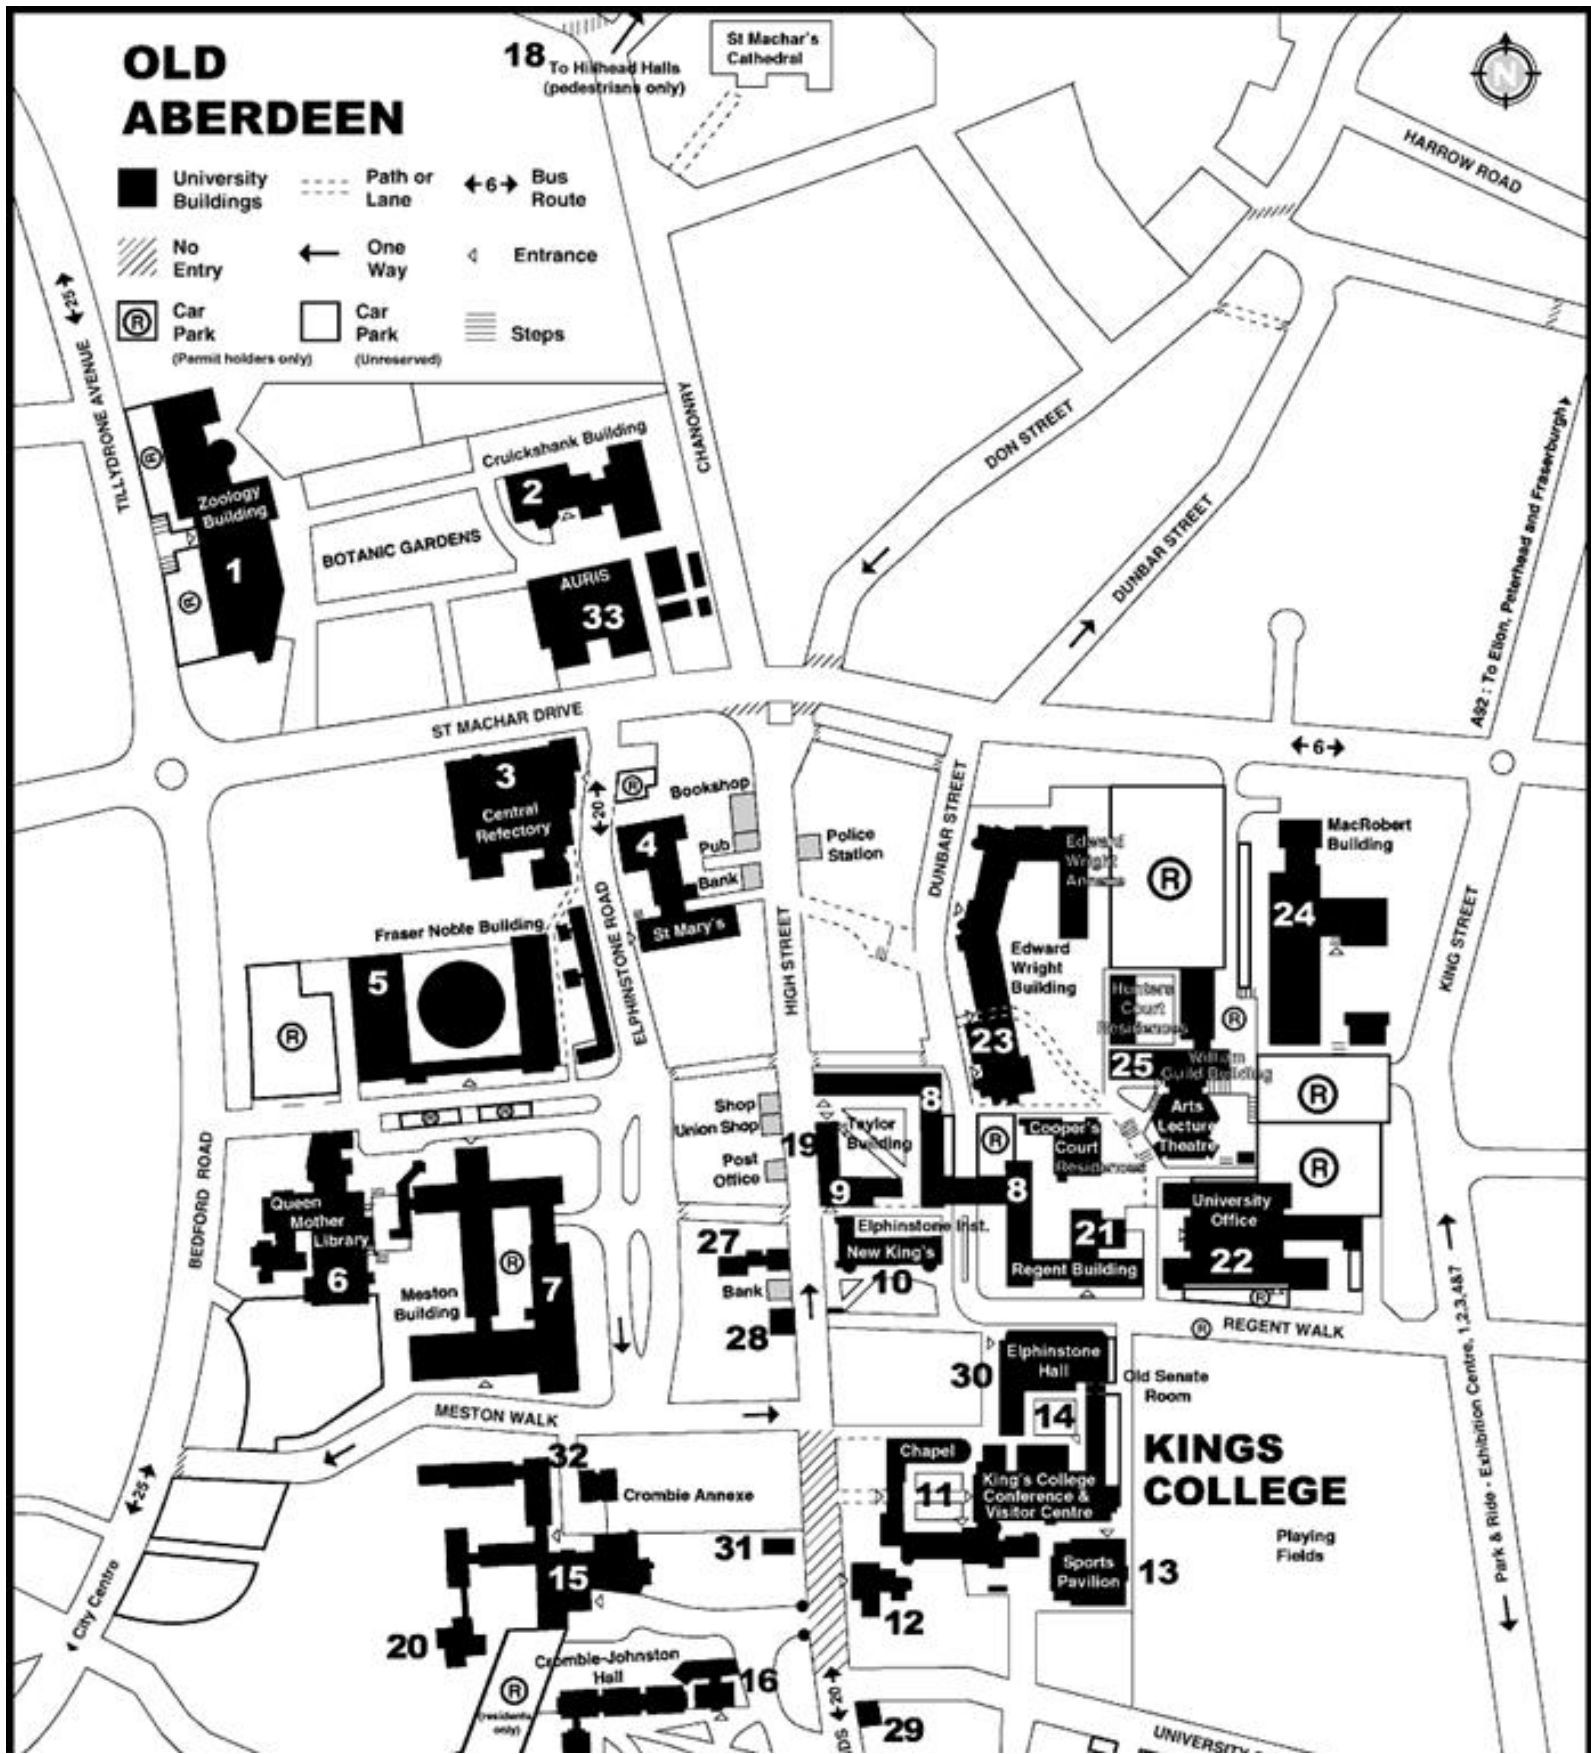 OLD
ABERDEEN
University
Buildings
Path or
Lane
6
Bus
Route
No
Entry
One
Way
Entrance
R
Car
Park
(Permit holders only)
Car
Park
(Unreserved)
Steps
18
To Hillhead Halls
(pedestrians only)
St Machar's
Cathedral
N
HARROW ROAD
25
TILLYDRONE AVENUE
R
Zoology
Building
1
R
Cruickshank Building
2
BOTANIC GARDENS
AURIS
33
CHANONRY
DON STREET
DUNBAR STREET
A92 : To Ellon, Peterhead and Fraserburgh
ST MACHAR DRIVE
6
3
Central
Refectory
20
R
Bookshop
4
Pub
Bank
St Mary's
Police
Station
DUNBAR STREET
Edward
Wright
Annexe
R
MacRobert
Building
24
KING STREET
Fraser Noble Building
5
R
ELPHINSTONE ROAD
HIGH STREET
Edward
Wright
Building
23
Hunters
Court
Residences
R
25
William
Guild Building
R
Arts
Lecture
Theatre
R
R
R
Shop
Union Shop
Post
Office
19
Taylor
Building
8
9
R
Cooper's
Court
Residences
8
BEDFORD ROAD
Queen
Mother
Library
6
Meston
Building
R
7
27
Bank
28
Elphinstone Inst.
New King's
10
21
Regent Building
University
Office
22
R
R
REGENT WALK
MESTON WALK
30
Elphinstone
Hall
Old Senate
Room
14
KINGS
COLLEGE
Chapel
11
King's College
Conference &
Visitor Centre
Playing
Fields
Park & Ride - Exhibition Centre, 1,2,3,4&7
25
City Centre
32
Crombie Annexe
31
15
20
12
Sports
Pavilion
13
Crombie-Johnston
Hall
16
R
(residents
only)
20
29
UNIVERSITY